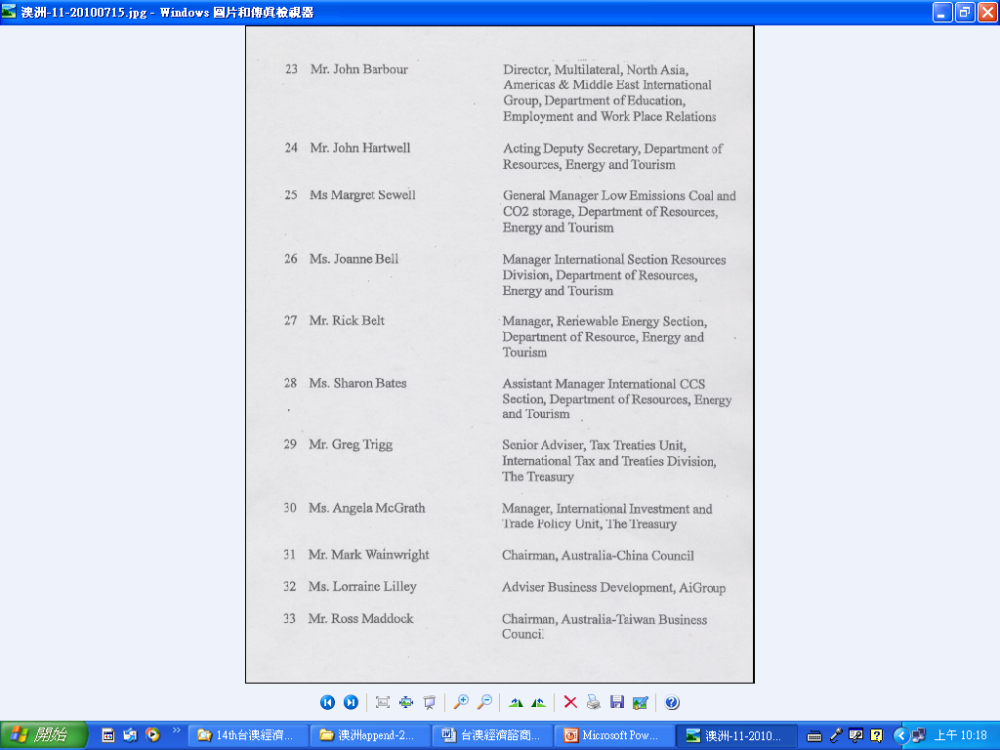 澳洲-11-20100715.jpg - Windows 圖片和傳真檢視器
23 Mr. John Barbour Director, Multilateral, North Asia,
Americas & Middle East International
Group, Department of Education,
Employment and Work Place Relations
24 Mr. John Hartwell Acting Deputy Secretary, Department of
Resources, Energy and Tourism
25 Ms Margret Sewell General Manager Low Emissions Coal and
CO2 storage, Department of Resources,
Energy and Tourism
26 Ms. Joanne Bell Manager International Section Resources
Division, Department of Resources,
Energy and Tourism
27 Mr. Rick Belt Manager, Renewable Energy Section,
Department of Resource, Energy and
Tourism
28 Ms. Sharon Bates Assistant Manager International CCS
Section, Department of Resources, Energy
and Tourism
29 Mr. Greg Trigg Senior Adviser, Tax Treaties Unit,
International Tax and Treaties Division,
The Treasury
30 Ms. Angela McGrath Manager, International Investment and
Trade Policy Unit, The Treasury
31 Mr. Mark Wainwright Chairman, Australia-China Council
32 Ms. Lorraine Lilley Adviser Business Development, AiGroup
33 Mr. Ross Maddock Chairman, Australia-Taiwan Business
Council
開始 14th台澳經濟... 澳洲append-2... 台澳經濟諮商... Microsoft Pow... 澳洲-11-2010... 上午 10:18